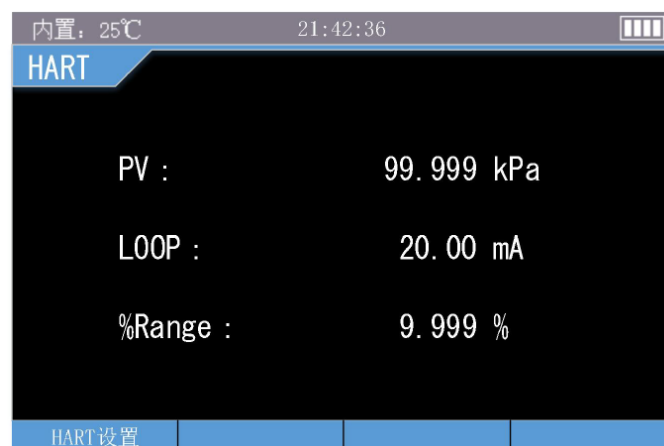 内置：25℃ 21:42:36
HART
PV : 99.999 kPa
LOOP : 20.00 mA
%Range : 9.999 %
HART设置